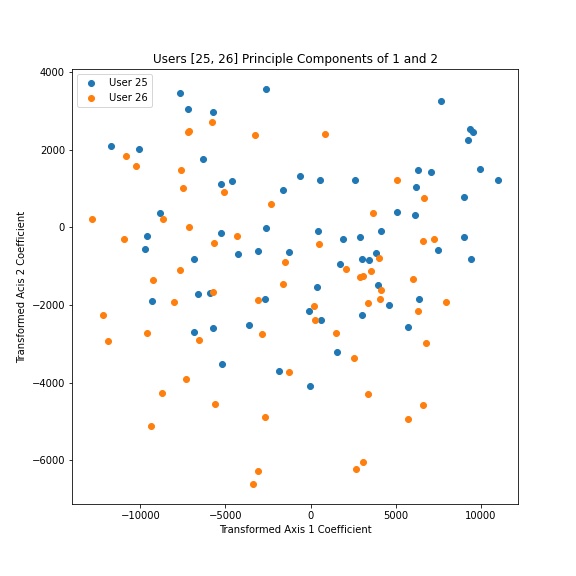 Users [25, 26] Principle Components of 1 and 2
User 25
User 26
4000
2000
0
−2000
−4000
−6000
Transformed Acis 2 Coefficient
−10000
−5000
0
5000
10000
Transformed Axis 1 Coefficient